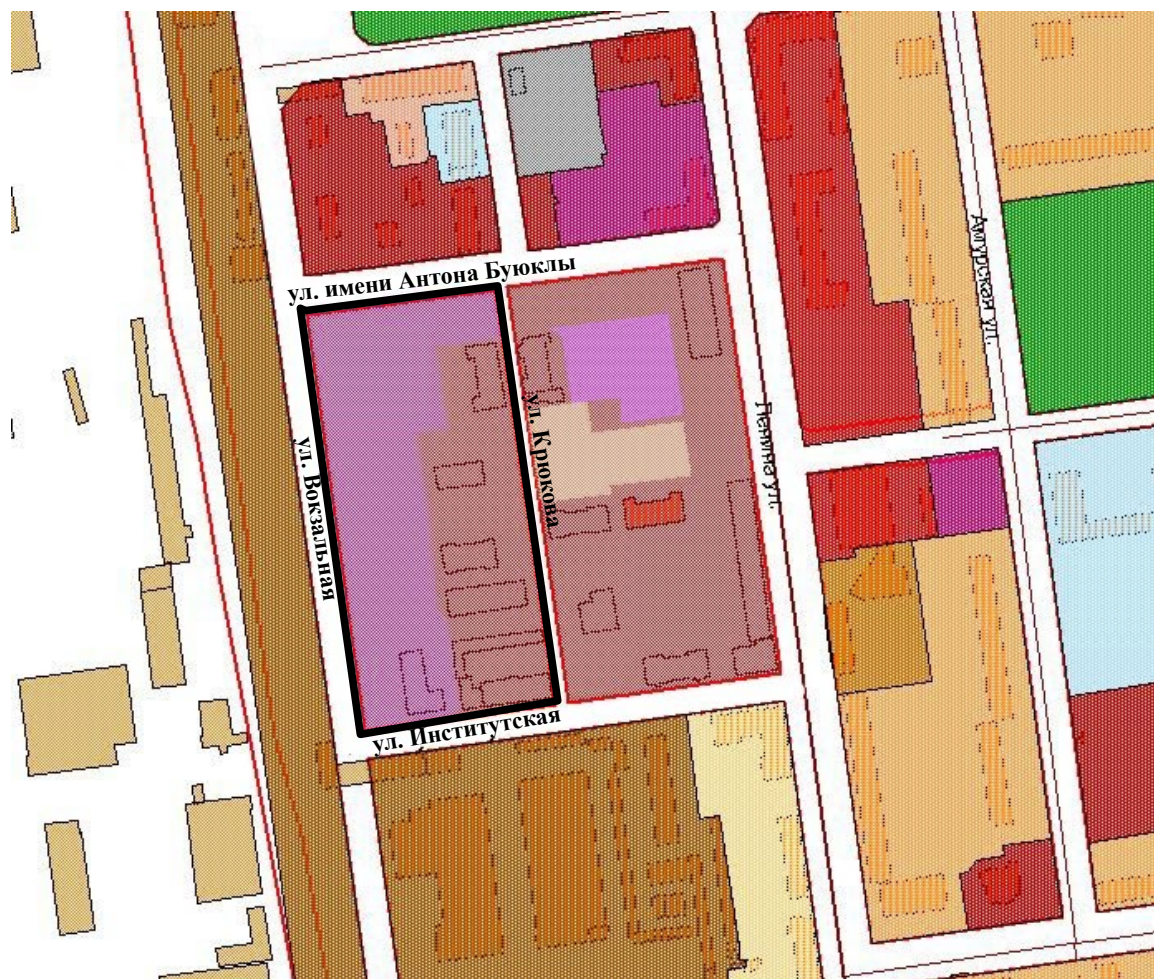 ул. имени Антона Буюклы
ул. Вокзальная
ул. Крюкова
ул. Институтская
Ленина ул.
Амурская ул.